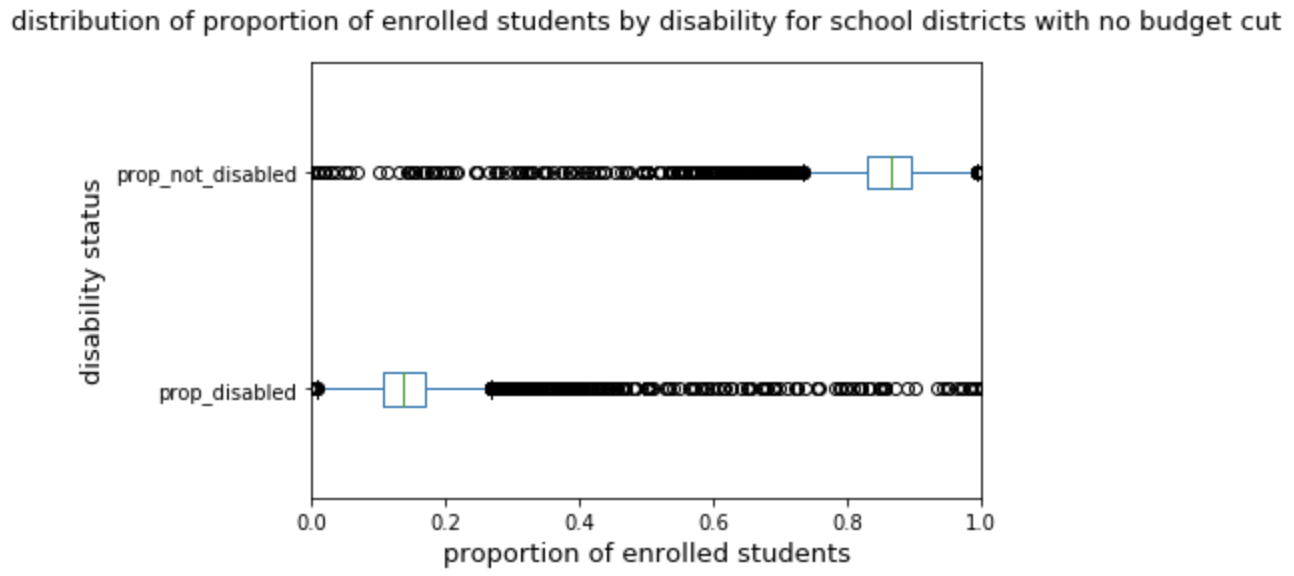 distribution of proportion of enrolled students by disability for school districts with no budget cut
prop_not_disabled
disability status
prop_disabled
0.0 0.2 0.4 0.6 0.8 1.0
proportion of enrolled students